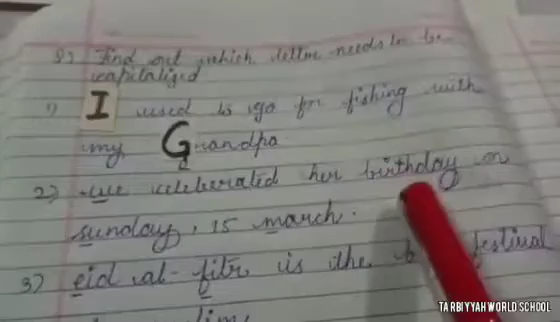 Q) Find out which letter needs to be
capitalized
1) I used to go for fishing with
my Grandpa
2) we celebrated her birthday on
sunday, 15 march.
3) eid al-fitr is the festival
TARBIYYAH WORLD SCHOOL